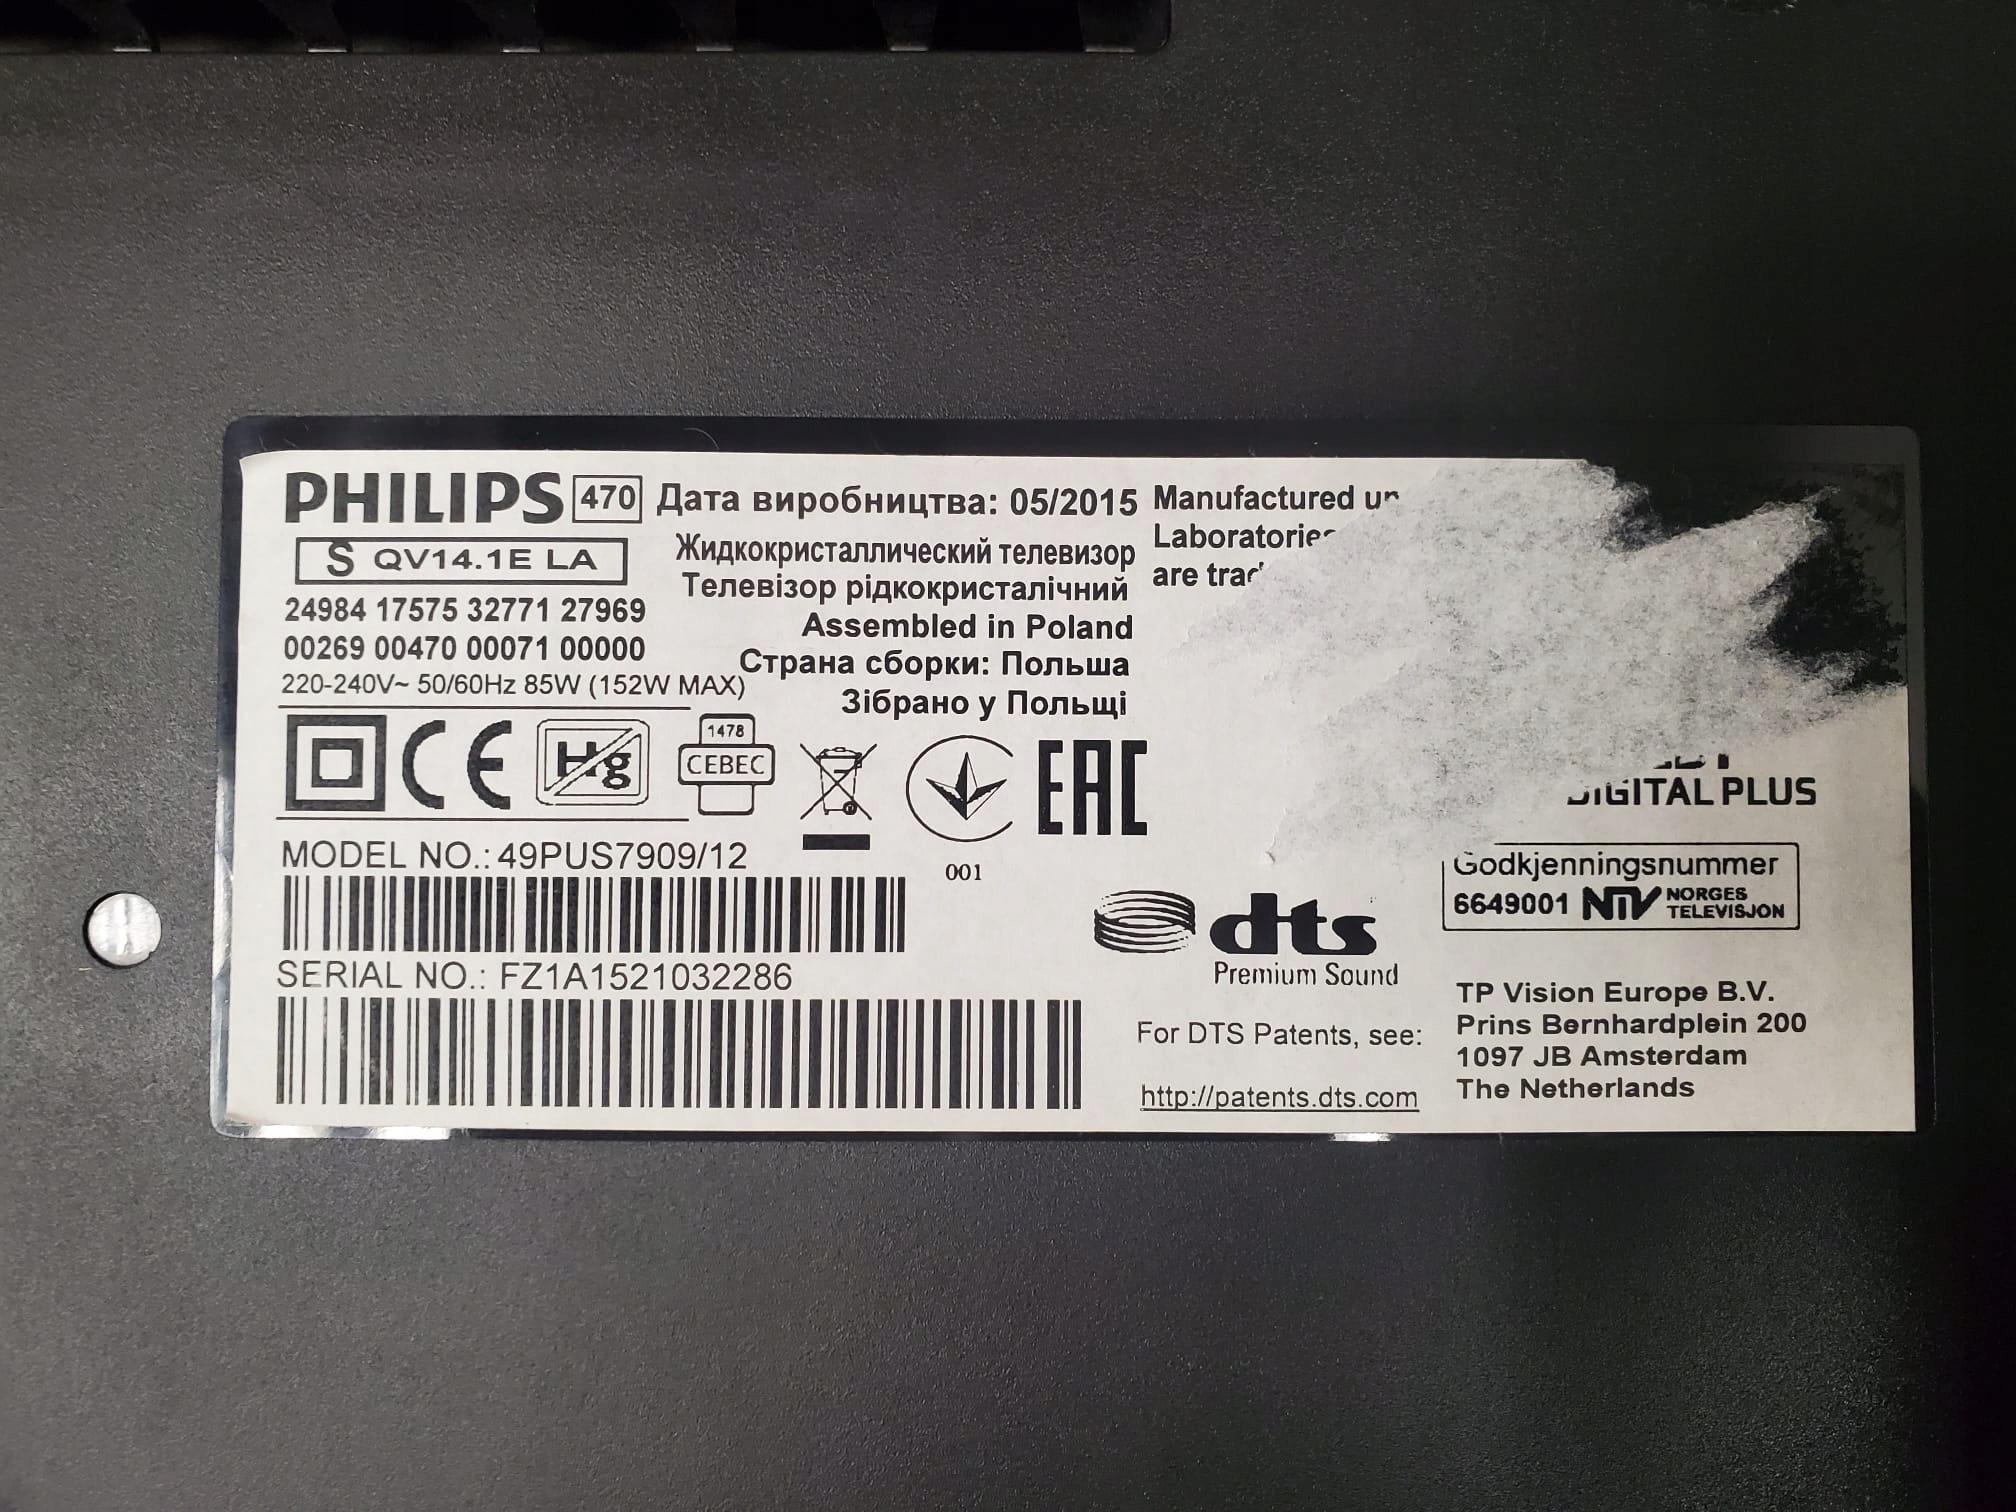 PHILIPS 470
S QV14.1E LA
24984 17575 32771 27969
00269 00470 00071 00000
220-240V~ 50/60Hz 85W (152W MAX)
Дата виробництва: 05/2015
Жидкокристаллический телевизор
Телевізор рідкокристалічний
Assembled in Poland
Страна сборки: Польша
Зібрано у Польщі
Manufactured
are
CE
Hg
1478
CEBEC
001
EAC
MODEL NO.: 49PUS7909/12
SERIAL NO.: FZ1A1521032286
dts
Premium Sound
For DTS Patents, see:
http://patents.dts.com
DIGITAL PLUS
Godkjenningsnummer
6649001 NTV NORGES
TELEVISJON
TP Vision Europe B.V.
Prins Bernhardplein 200
1097 JB Amsterdam
The Netherlands